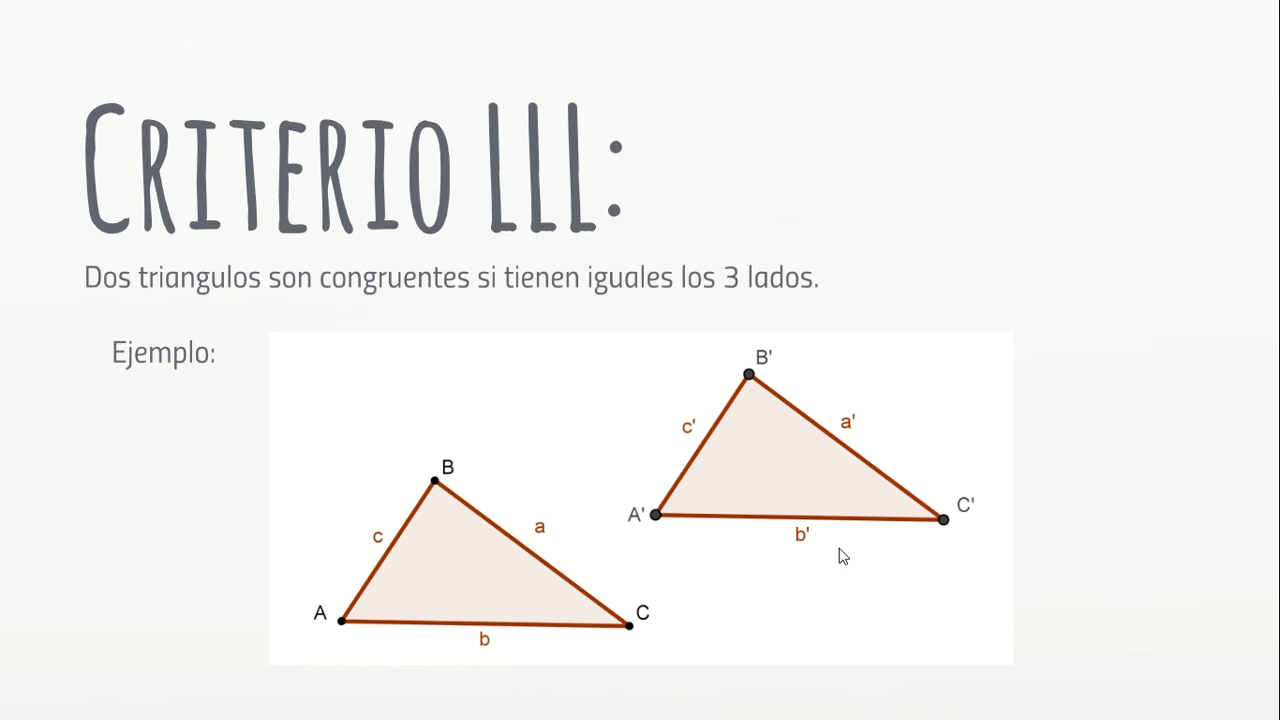 CRITERIO LLL:
Dos triangulos son congruentes si tienen iguales los 3 lados.
Ejemplo:
B'
c'
a'
A'
C'
b'
B
c
a
A
C
b